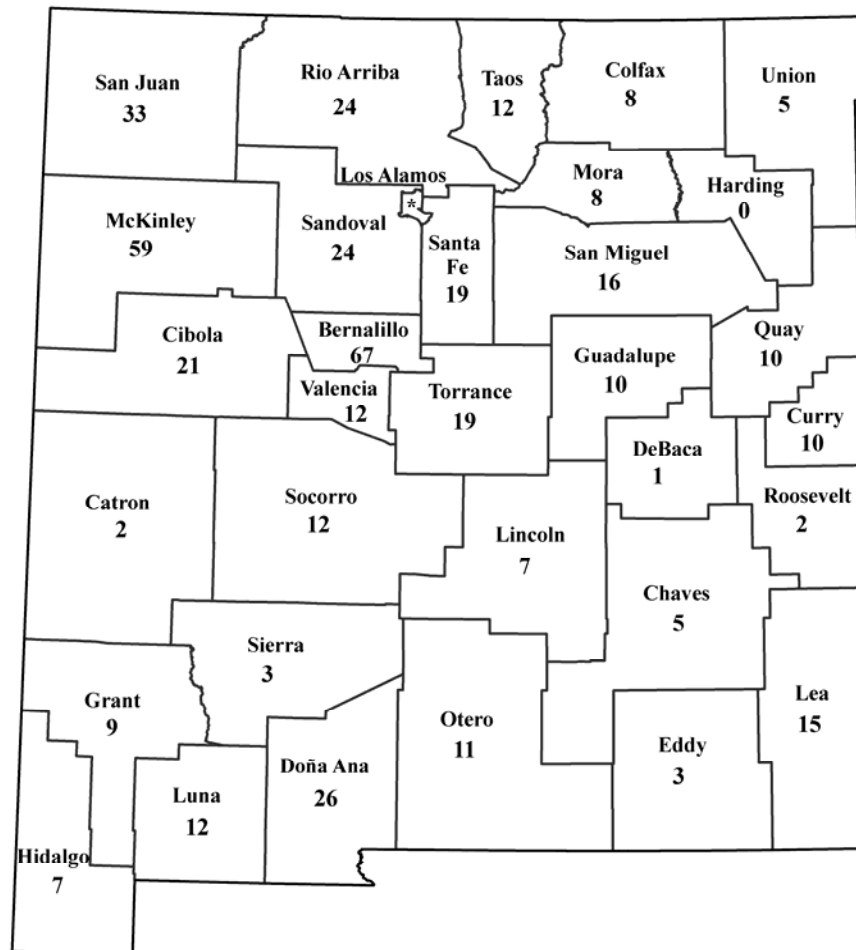 San Juan
33
Rio Arriba
24
Taos
12
Colfax
8
Union
5
Los Alamos
*
Mora
8
Harding
0
McKinley
59
Sandoval
24
Santa
Fe
19
San Miguel
16
Cibola
21
Bernalillo
67
Valencia
12
Torrance
19
Guadalupe
10
Quay
10
Curry
10
DeBaca
1
Roosevelt
2
Catron
2
Socorro
12
Lincoln
7
Chaves
5
Sierra
3
Grant
9
Otero
11
Lea
15
Eddy
3
Doña Ana
26
Luna
12
Hidalgo
7